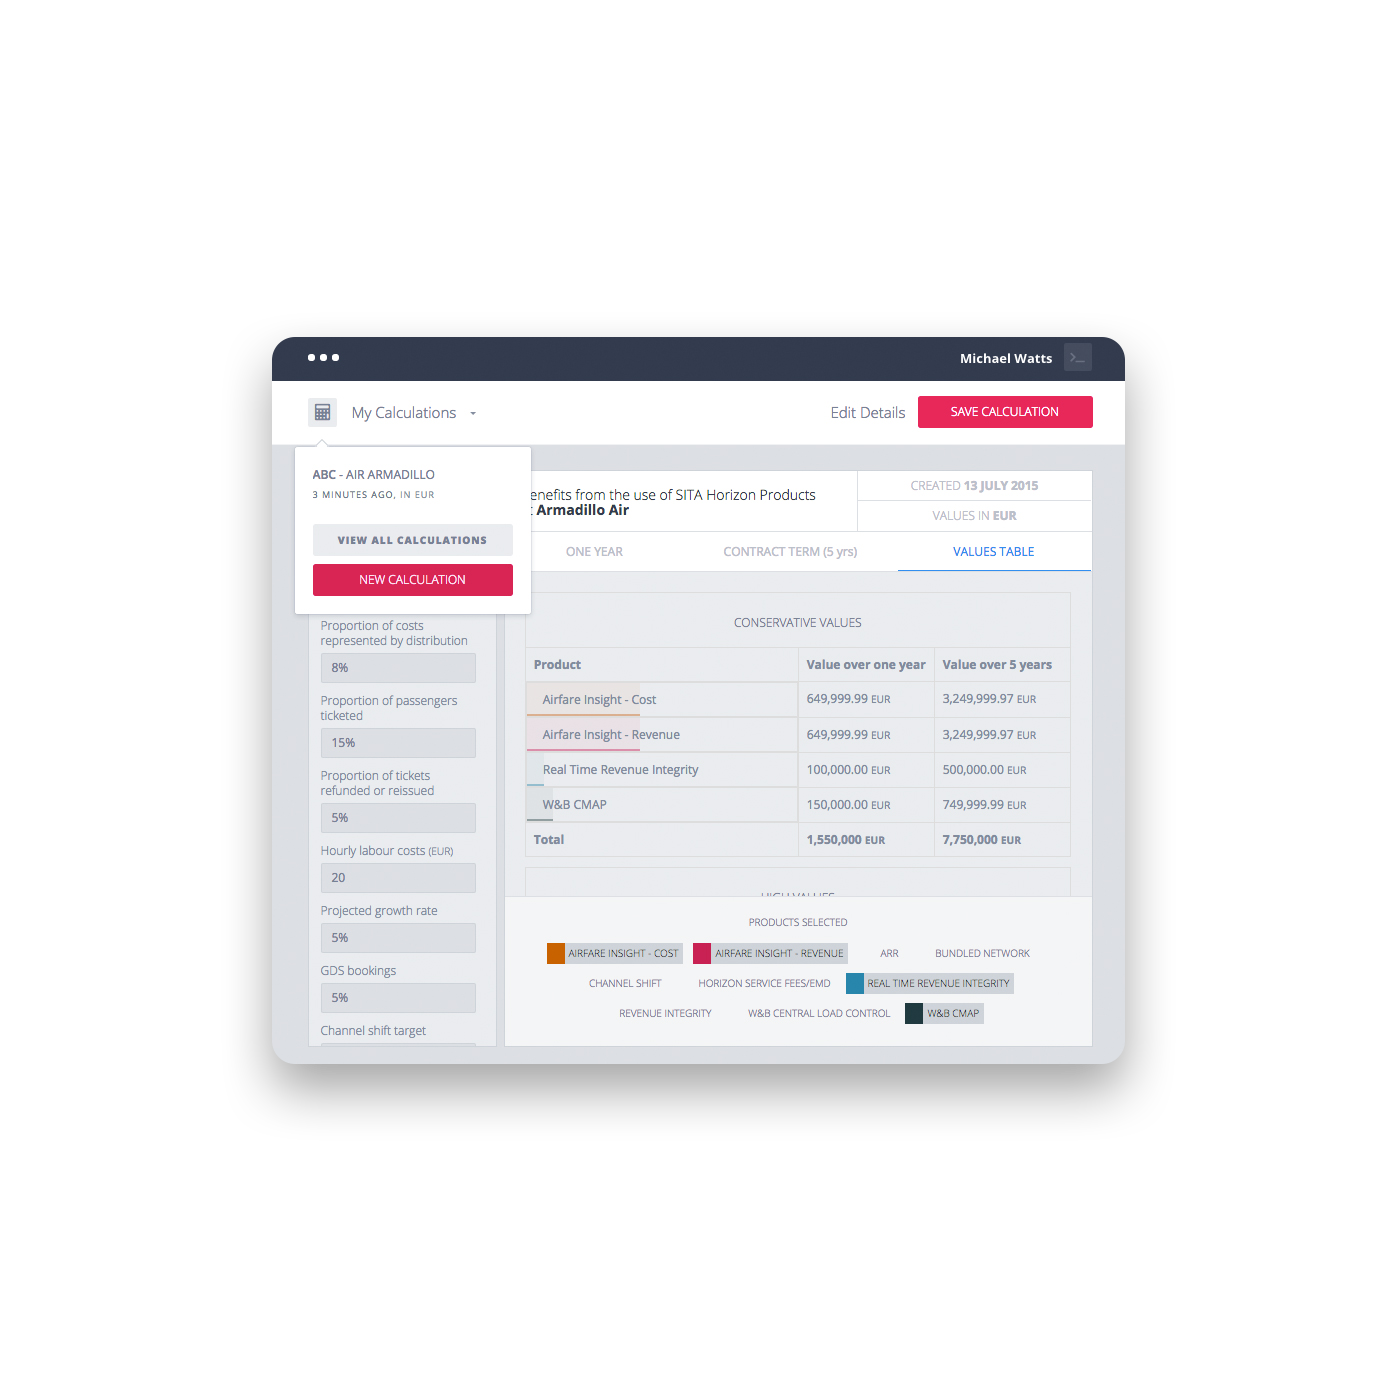 Michael Watts
My Calculations
Edit Details
SAVE CALCULATION
ABC - AIR ARMADILLO
3 MINUTES AGO, IN EUR
VIEW ALL CALCULATIONS
NEW CALCULATION
enefits from the use of SITA Horizon Products
Armadillo Air
CREATED 13 JULY 2015
VALUES IN EUR
ONE YEAR
CONTRACT TERM (5 yrs)
VALUES TABLE
Proportion of costs
represented by distribution
8%
Proportion of passengers
ticketed
15%
Proportion of tickets
refunded or reissued
5%
Hourly labour costs (EUR)
20
Projected growth rate
5%
GDS bookings
5%
Channel shift target
CONSERVATIVE VALUES
Product Value over one year Value over 5 years
Airfare Insight - Cost 649,999.99 EUR 3,249,999.97 EUR
Airfare Insight - Revenue 649,999.99 EUR 3,249,999.97 EUR
Real Time Revenue Integrity 100,000.00 EUR 500,000.00 EUR
W&B CMAP 150,000.00 EUR 749,999.99 EUR
Total 1,550,000 EUR 7,750,000 EUR
HIGH VALUES
PRODUCTS SELECTED
AIRFARE INSIGHT - COST AIRFARE INSIGHT - REVENUE ARR BUNDLED NETWORK
CHANNEL SHIFT HORIZON SERVICE FEES/EMD REAL TIME REVENUE INTEGRITY
REVENUE INTEGRITY W&B CENTRAL LOAD CONTROL W&B CMAP